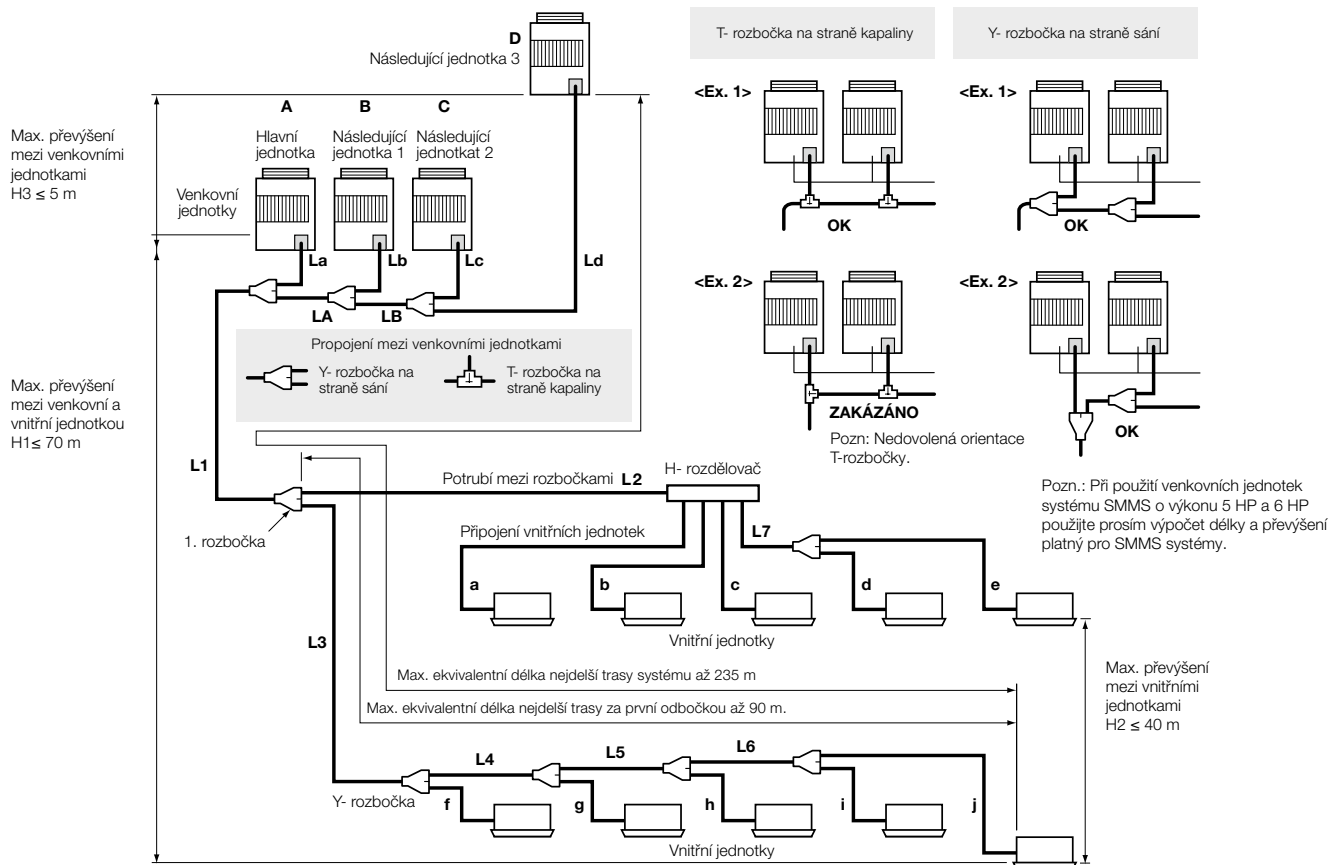 D
Následující jednotka 3
A
B
C
Hlavní
jednotka
Následující
jednotka 1
Následující
jednotkat 2
Max. převýšení
mezi venkovními
jednotkami
H3 ≤ 5 m
Venkovní
jednotky
La
Lb
Lc
Ld
LA
LB
Propojení mezi venkovními jednotkami
Y- rozbočka na
straně sání
T- rozbočka na
straně kapaliny
Max. převýšení
mezi venkovní a
vnitřní jednotkou
H1≤ 70 m
L1
1. rozbočka
Potrubí mezi rozbočkami L2
H- rozdělovač
Připojení vnitřních jednotek
L7
a
b
c
d
e
Vnitřní jednotky
L3
Max. ekvivalentní délka nejdelší trasy systému až 235 m
Max. ekvivalentní délka nejdelší trasy za první odbočkou až 90 m.
Max. převýšení
mezi vnitřními
jednotkami
H2 ≤ 40 m
L4
L5
L6
Y- rozbočka
f
g
h
i
j
Vnitřní jednotky
T- rozbočka na straně kapaliny
Y- rozbočka na straně sání
<Ex. 1>
OK
<Ex. 1>
OK
<Ex. 2>
ZAKÁZÁNO
Pozn: Nedovolená orientace
T-rozbočky.
<Ex. 2>
OK
Pozn.: Při použití venkovních jednotek
systému SMMS o výkonu 5 HP a 6 HP
použijte prosím výpočet délky a převýšení
platný pro SMMS systémy.